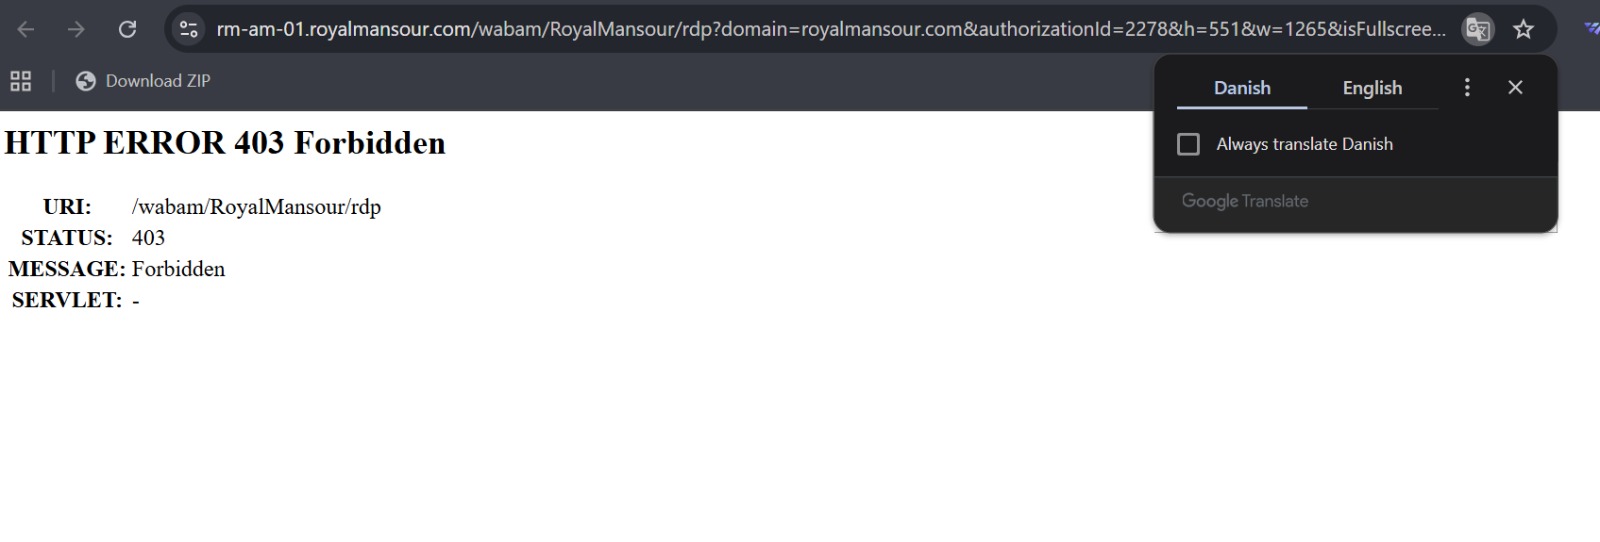 rm-am-01.royalmansour.com/wabam/RoyalMansour/rdp?domain=royalmansour.com&authorizationId=2278&h=551&w=1265&isFullscree...
Download ZIP
Danish English
Always translate Danish
Google Translate
HTTP ERROR 403 Forbidden
URI: /wabam/RoyalMansour/rdp
STATUS: 403
MESSAGE: Forbidden
SERVLET: -